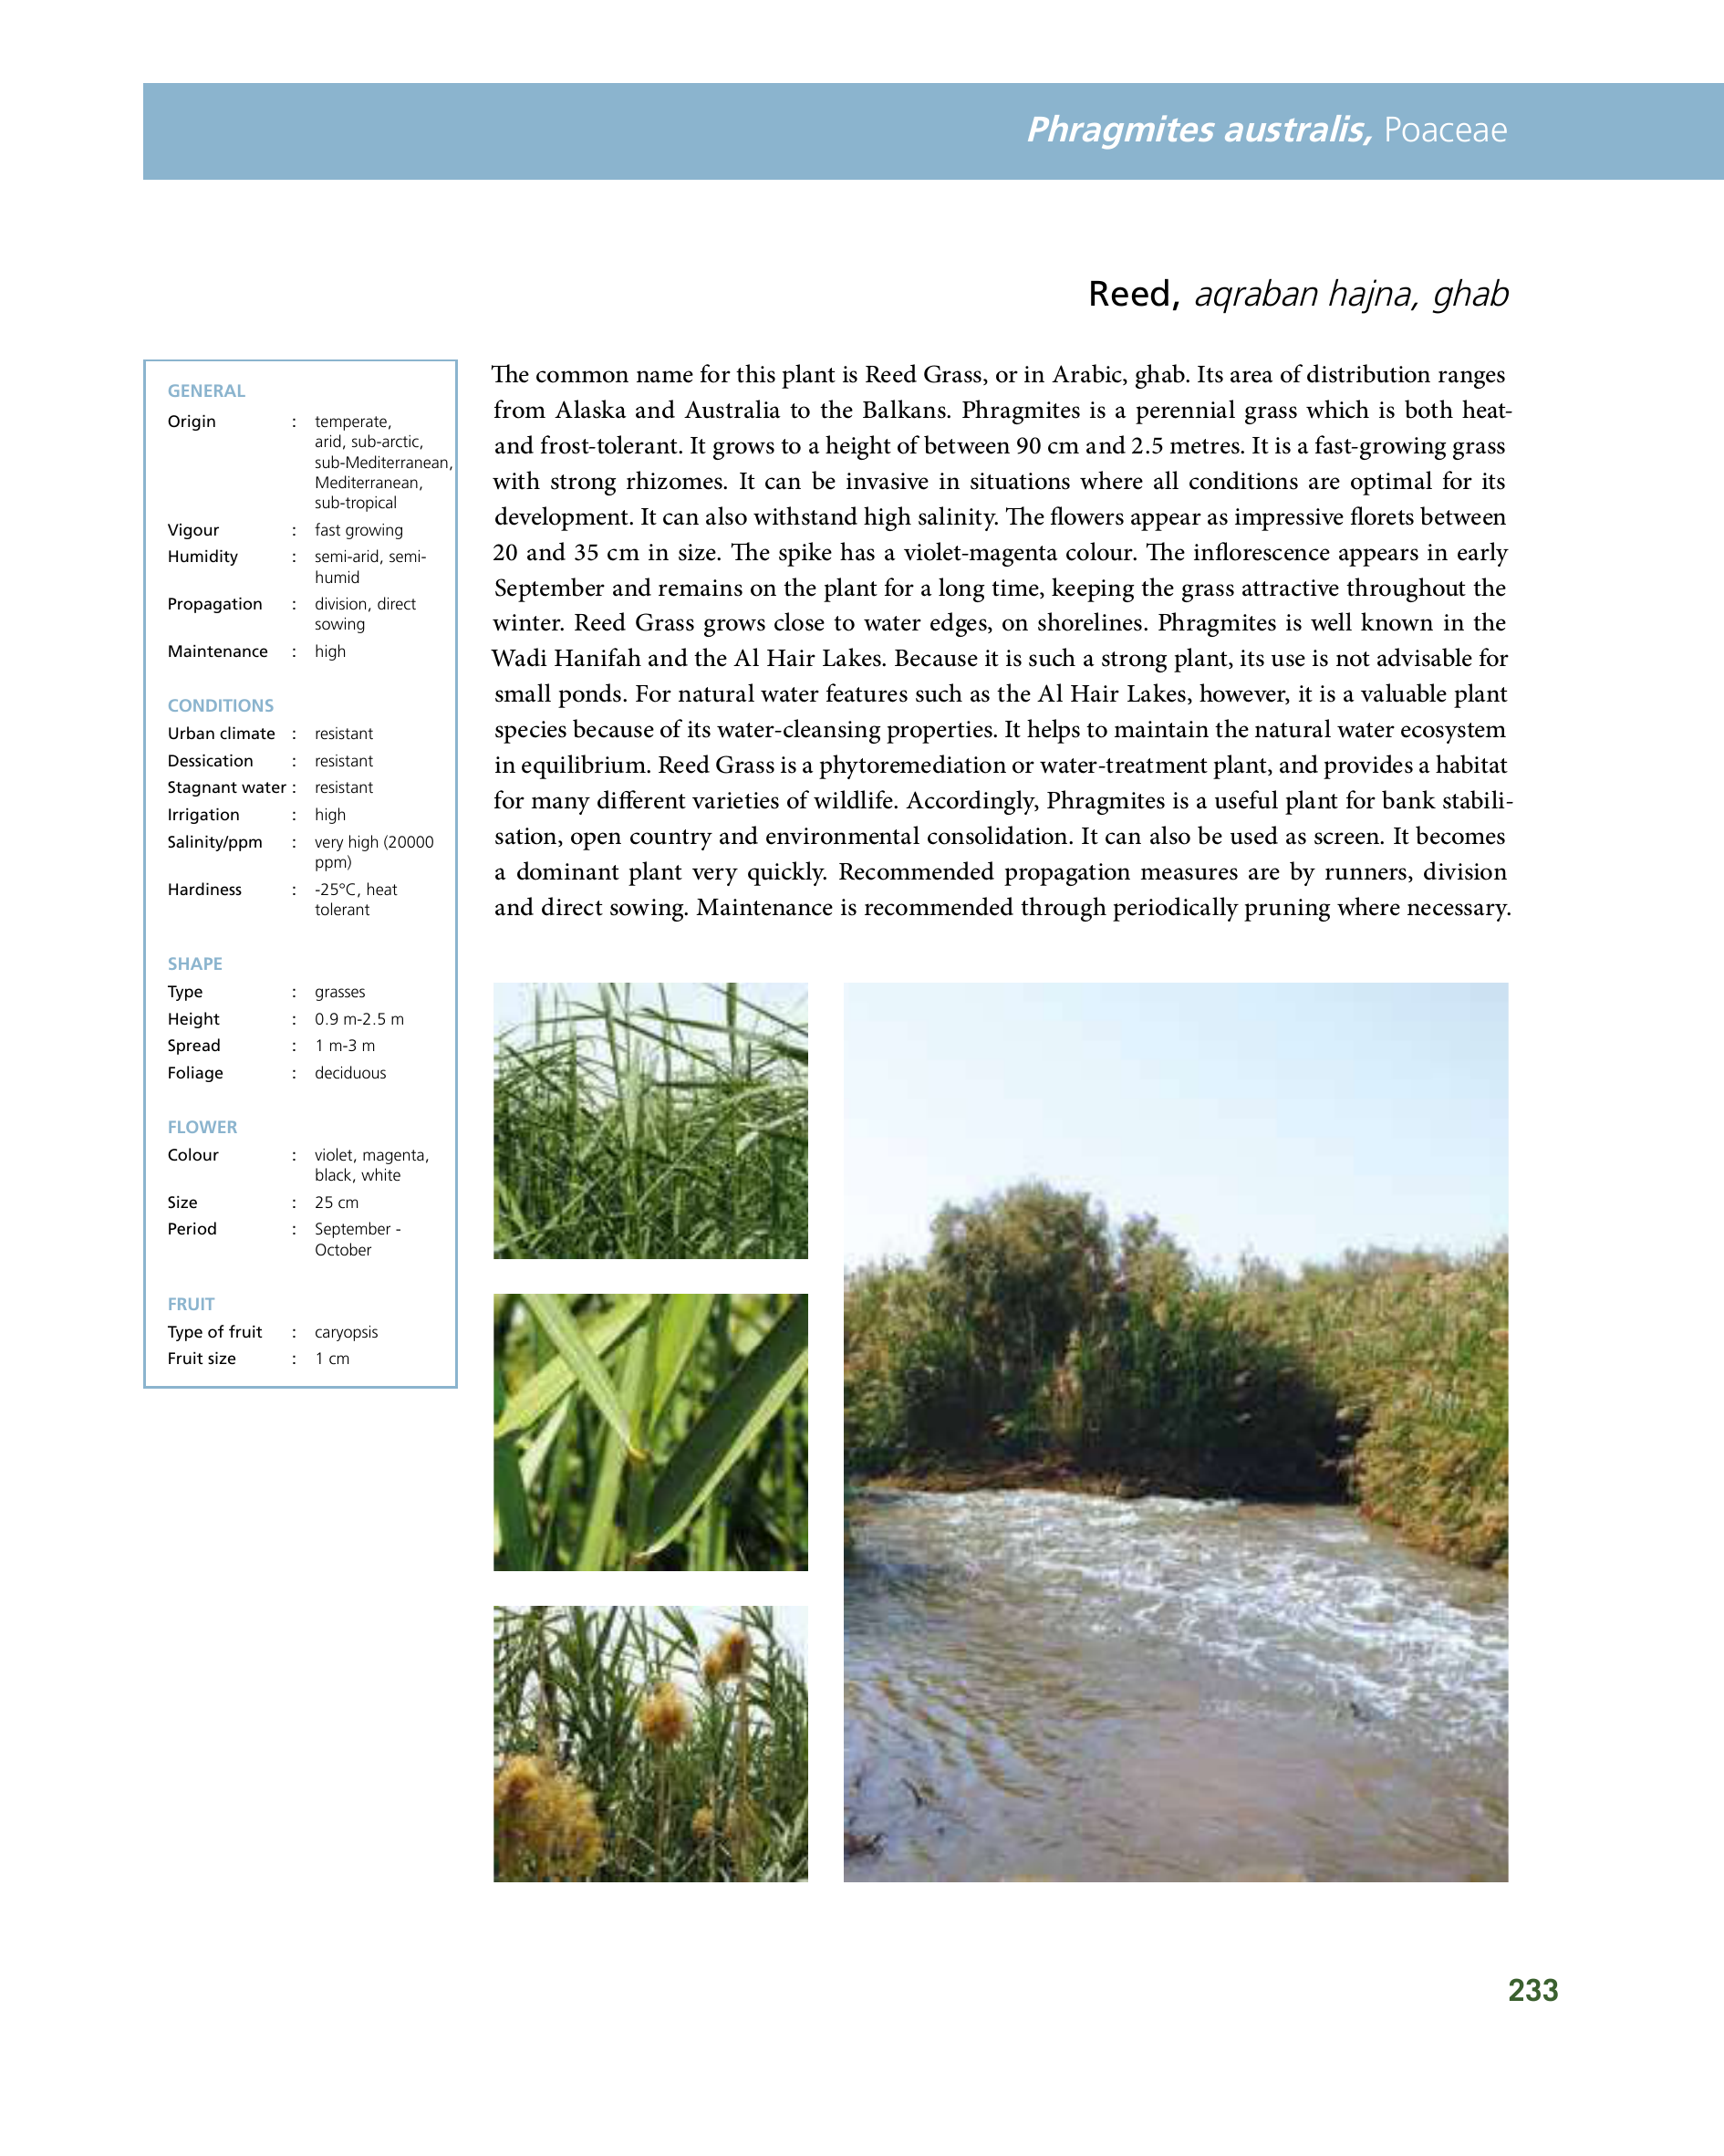 Phragmites australis, Poaceae
Reed, aqraban hajna, ghab
GENERAL
Origin : temperate,
arid, sub-arctic,
sub-Mediterranean,
Mediterranean,
sub-tropical
Vigour : fast growing
Humidity : semi-arid, semi-
humid
Propagation : division, direct
sowing
Maintenance : high
CONDITIONS
Urban climate : resistant
Dessication : resistant
Stagnant water : resistant
Irrigation : high
Salinity/ppm : very high (20000
ppm)
Hardiness : -25°C, heat
tolerant
SHAPE
Type : grasses
Height : 0.9 m-2.5 m
Spread : 1 m-3 m
Foliage : deciduous
FLOWER
Colour : violet, magenta,
black, white
Size : 25 cm
Period : September -
October
FRUIT
Type of fruit : caryopsis
Fruit size : 1 cm
The common name for this plant is Reed Grass, or in Arabic, ghab. Its area of distribution ranges
from Alaska and Australia to the Balkans. Phragmites is a perennial grass which is both heat-
and frost-tolerant. It grows to a height of between 90 cm and 2.5 metres. It is a fast-growing grass
with strong rhizomes. It can be invasive in situations where all conditions are optimal for its
development. It can also withstand high salinity. The flowers appear as impressive florets between
20 and 35 cm in size. The spike has a violet-magenta colour. The inflorescence appears in early
September and remains on the plant for a long time, keeping the grass attractive throughout the
winter. Reed Grass grows close to water edges, on shorelines. Phragmites is well known in the
Wadi Hanifah and the Al Hair Lakes. Because it is such a strong plant, its use is not advisable for
small ponds. For natural water features such as the Al Hair Lakes, however, it is a valuable plant
species because of its water-cleansing properties. It helps to maintain the natural water ecosystem
in equilibrium. Reed Grass is a phytoremediation or water-treatment plant, and provides a habitat
for many different varieties of wildlife. Accordingly, Phragmites is a useful plant for bank stabili-
sation, open country and environmental consolidation. It can also be used as screen. It becomes
a dominant plant very quickly. Recommended propagation measures are by runners, division
and direct sowing. Maintenance is recommended through periodically pruning where necessary.
233